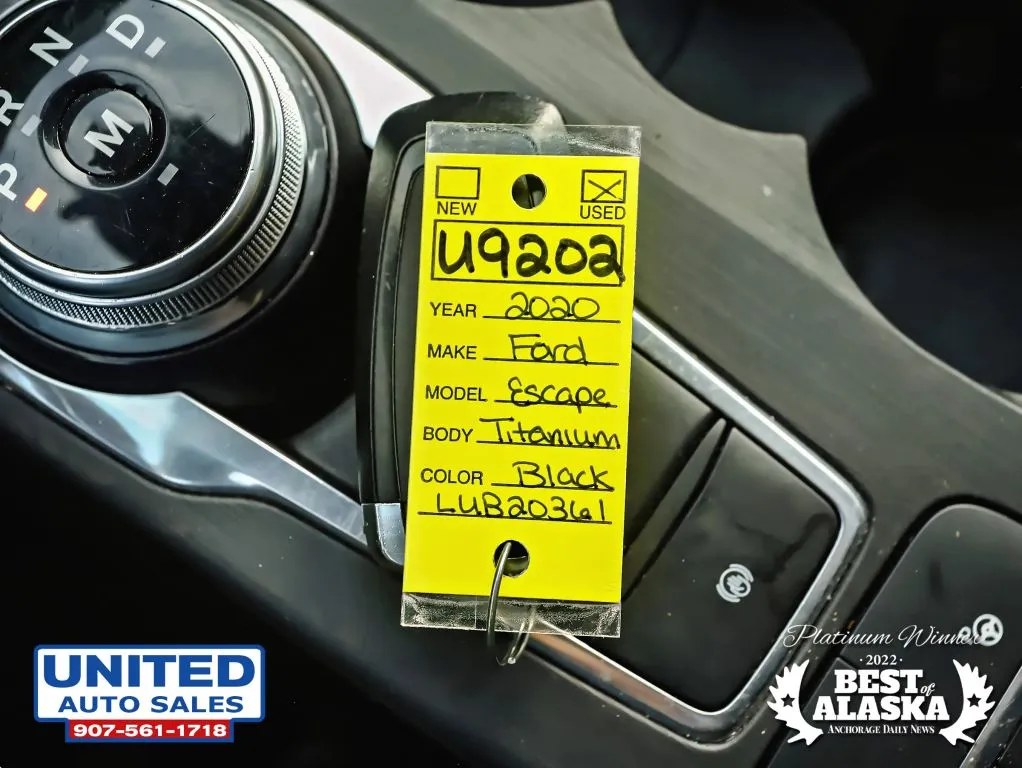 N D
R M
P
NEW USED
U9202
YEAR 2020
MAKE Ford
MODEL Escape
BODY Titanium
COLOR Black
LUB20361
UNITED
AUTO SALES
907-561-1718
Platinum Winner
· 2022 ·
BEST of
ALASKA
ANCHORAGE DAILY NEWS